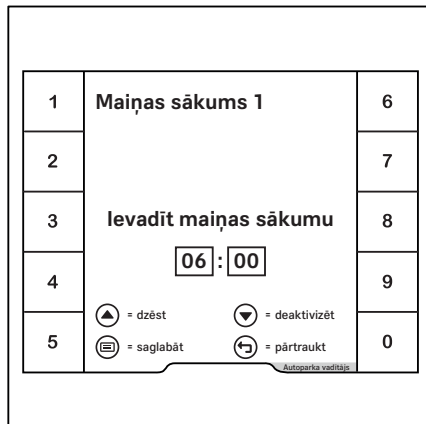 Maiņas sākums 1
1
2
3
4
5
6
7
8
9
0
Ievadīt maiņas sākumu
06 : 00
= dzēst
= deaktivizēt
= saglabāt
= pārtraukt
Autoparka vadītājs